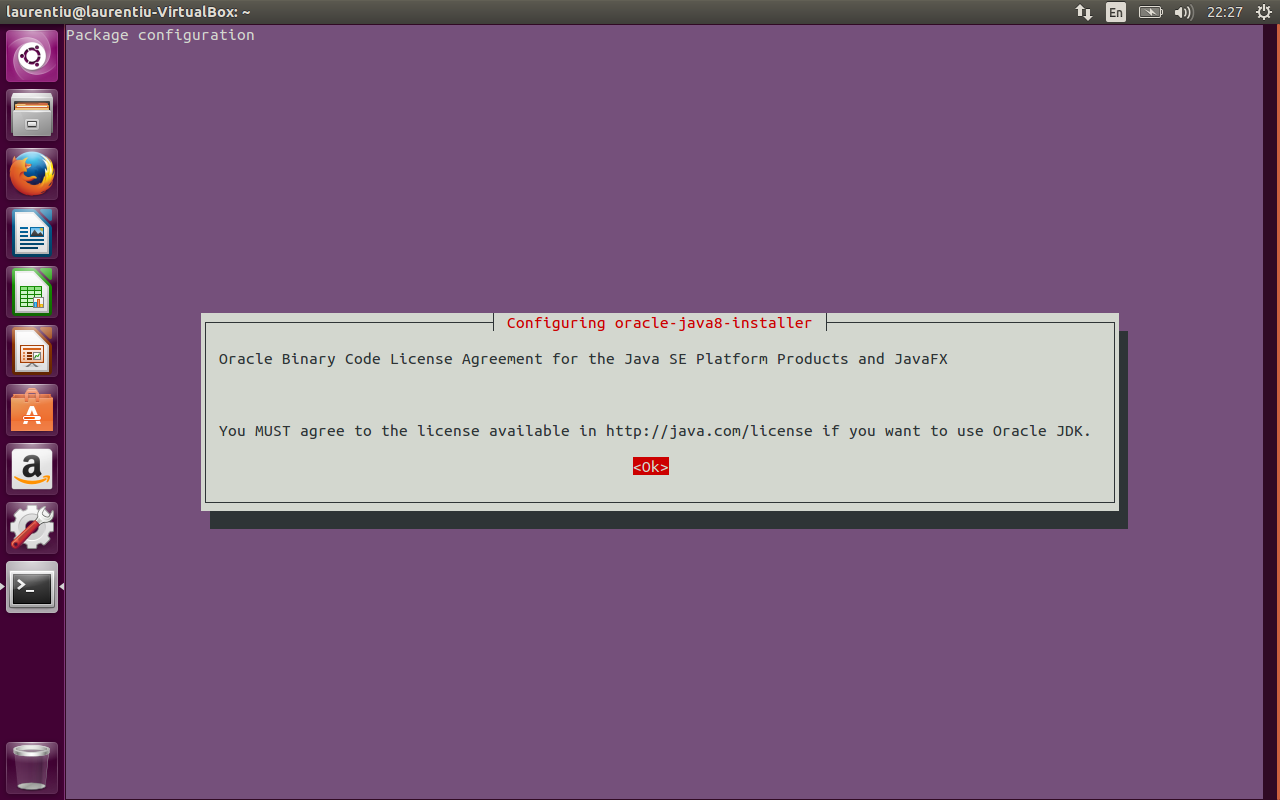 laurentiu@laurentiu-VirtualBox: ~
En
22:27
Package configuration
Configuring oracle-java8-installer
Oracle Binary Code License Agreement for the Java SE Platform Products and JavaFX
You MUST agree to the license available in http://java.com/license if you want to use Oracle JDK.
<Ok>